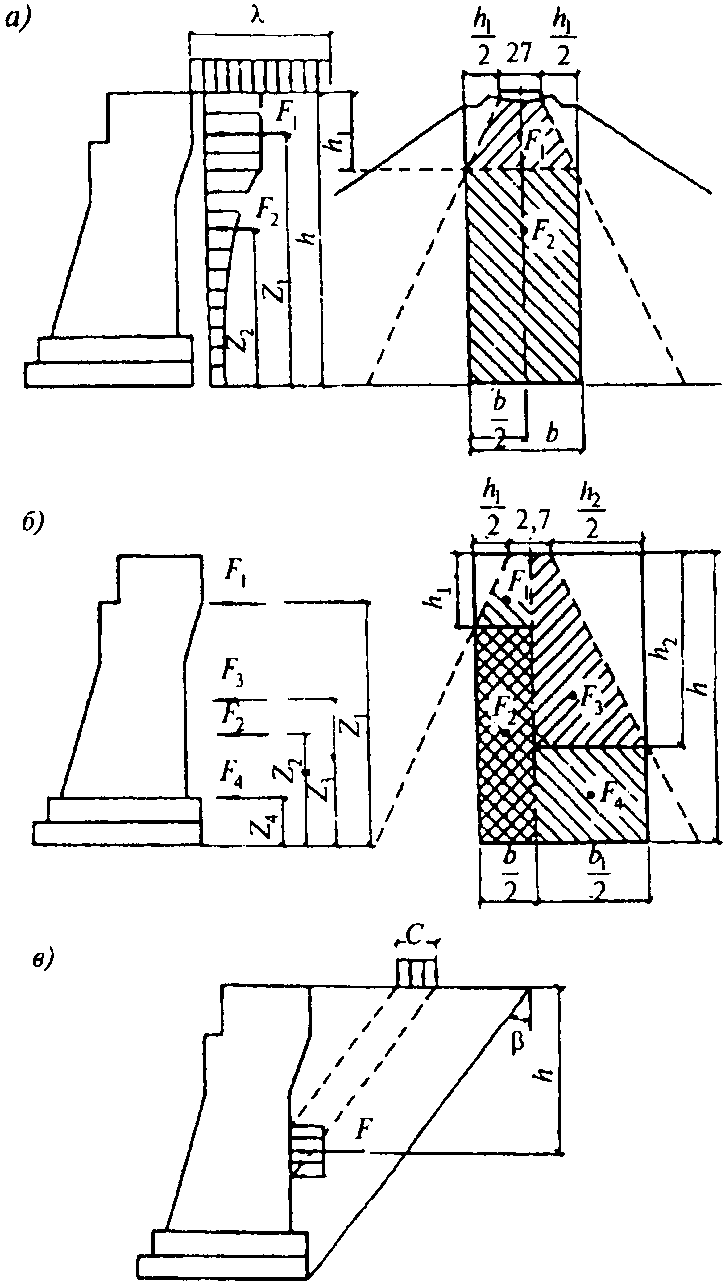 а)
λ
h₁/2 27 h₁/2
F₁
h₁
F₂
h
Z₁
Z₂
F₁
F₂
b/2 b
б)
h₁/2 2,7 h₂/2
F₁
F₃
F₂
F₄
Z₁
Z₂
Z₃
Z₄
h₁
F₁
h₂
h
F₂
F₃
F₄
b/2 b₁/2
в)
C
β
h
F